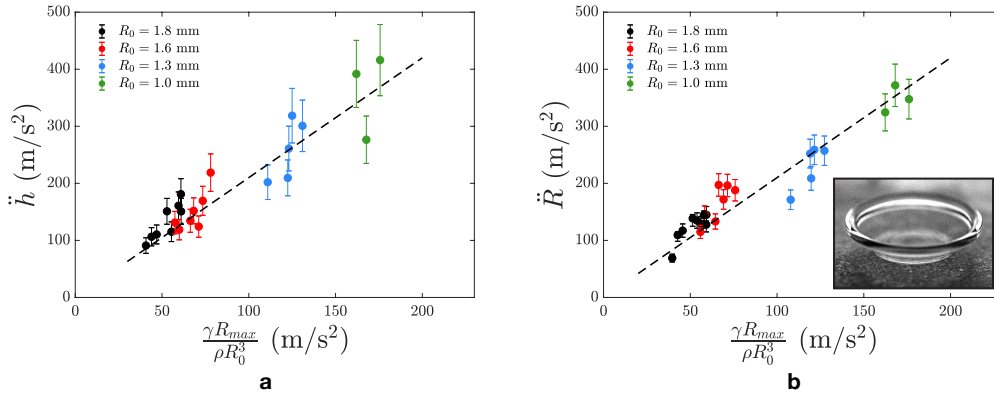 500
400
300
200
100
0
0 50 100 150 200
ḧ (m/s²)
R₀ = 1.8 mm
R₀ = 1.6 mm
R₀ = 1.3 mm
R₀ = 1.0 mm
γR_max/ρR₀³ (m/s²)
a
500
400
300
200
100
0
0 50 100 150 200
R̈ (m/s²)
R₀ = 1.8 mm
R₀ = 1.6 mm
R₀ = 1.3 mm
R₀ = 1.0 mm
γR_max/ρR₀³ (m/s²)
b